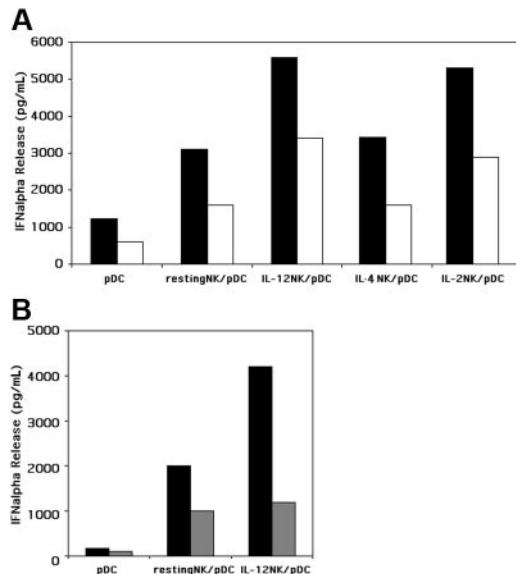 A
IFNalpha Release (pg/mL)
6000
5000
4000
3000
2000
1000
0
pDC restingNK/pDC IL-12NK/pDC IL-4 NK/pDC IL-2NK/pDC
B
IFNalpha Release (pg/mL)
5000
4000
3000
2000
1000
0
pDC restingNK/pDC IL-12NK/pDC